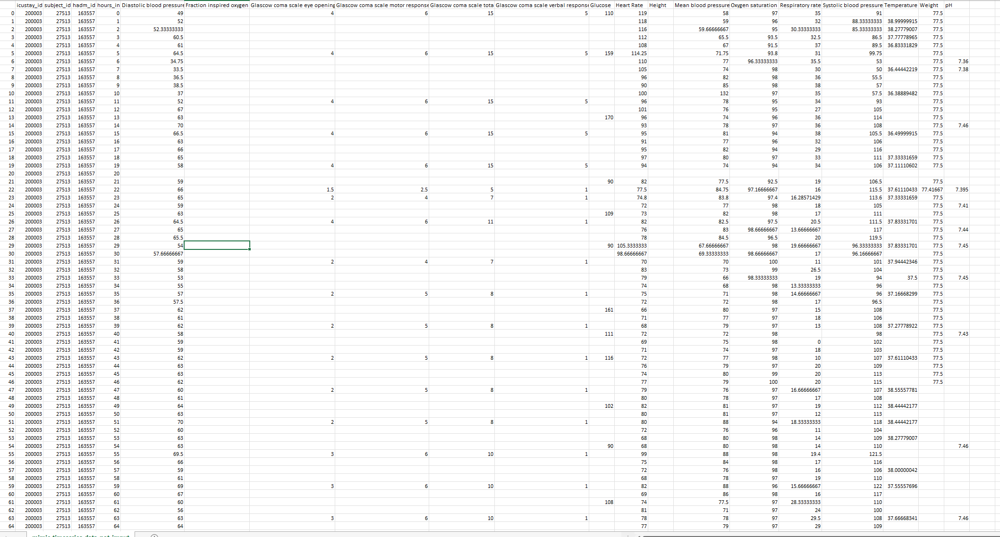 icustay_id subject_id hadm_id hours_in Diastolic blood pressure Fraction inspired oxygen Glascow coma scale eye opening Glascow coma scale motor response Glascow coma scale tota Glascow coma scale verbal response Glucose Heart Rate Height Mean blood pressure Oxygen saturation Respiratory rate Systolic blood pressure Temperature Weight pH
0 200003 27513 163557 0 49 4 6 15 5 110 119 58 97 35 91 77.5
1 200003 27513 163557 1 52 118 59 96 32 88.33333333 38.99999915 77.5
2 200003 27513 163557 2 52.33333333 116 59.66666667 95 30.33333333 85.33333333 38.27779007 77.5
3 200003 27513 163557 3 60.5 112 65.5 93.5 32.5 86.5 37.77778965 77.5
4 200003 27513 163557 4 61 108 67 91.5 37 89.5 36.83331829 77.5
5 200003 27513 163557 5 64.5 4 6 15 5 159 114.25 71.75 93.8 31 99.75 77.5
6 200003 27513 163557 6 34.75 110 77 96.33333333 35.5 53 77.5 7.36
7 200003 27513 163557 7 33.5 105 74 98 30 50 36.44442219 77.5 7.38
8 200003 27513 163557 8 36.5 96 82 98 36 55.5 77.5
9 200003 27513 163557 9 38.5 90 85 98 38 57 77.5
10 200003 27513 163557 10 37 100 132 97 35 57.5 36.38889482 77.5
11 200003 27513 163557 11 52 4 6 15 5 96 78 95 34 93 77.5
12 200003 27513 163557 12 67 101 76 95 27 105 77.5
13 200003 27513 163557 13 63 170 96 74 96 36 114 77.5
14 200003 27513 163557 14 70 93 78 97 36 108 77.5 7.46
15 200003 27513 163557 15 66.5 4 6 15 5 95 81 94 38 105.5 36.49999915 77.5
16 200003 27513 163557 16 63 91 77 96 32 106 77.5
17 200003 27513 163557 17 66 95 82 94 29 116 77.5
18 200003 27513 163557 18 65 97 80 97 33 111 37.33331659 77.5
19 200003 27513 163557 19 58 4 6 15 5 94 74 94 34 106 37.11110602 77.5
20 200003 27513 163557 20
21 200003 27513 163557 21 59 90 82 77.5 92.5 19 106.5 77.5
22 200003 27513 163557 22 66 1.5 2.5 5 1 77.5 84.75 97.16666667 16 115.5 37.61110433 77.41667 7.395
23 200003 27513 163557 23 65 2 4 7 1 74.8 83.8 97.4 16.28571429 113.6 37.33331659 77.5
24 200003 27513 163557 24 59 72 77 98 18 105 77.5 7.41
25 200003 27513 163557 25 63 109 73 82 98 17 111 77.5
26 200003 27513 163557 26 64.5 4 6 11 1 82 82.5 97.5 20.5 111.5 37.83331701 77.5
27 200003 27513 163557 27 65 76 83 98.66666667 13.66666667 117 77.5 7.44
28 200003 27513 163557 28 65.5 78 84.5 96.5 20 119.5 77.5
29 200003 27513 163557 29 54 90 105.3333333 67.66666667 98 19.66666667 96.33333333 37.83331701 77.5 7.45
30 200003 27513 163557 30 57.66666667 98.66666667 69.33333333 98.66666667 17 96.16666667 77.5
31 200003 27513 163557 31 59 2 4 7 1 70 70 100 11 101 37.94442346 77.5
32 200003 27513 163557 32 58 83 73 99 26.5 104 77.5
33 200003 27513 163557 33 53 79 66 98.33333333 19 94 37.5 77.5 7.45
34 200003 27513 163557 34 55 74 68 98 13.33333333 96 77.5
35 200003 27513 163557 35 57 2 5 8 1 75 71 98 14.66666667 96 37.16668299 77.5
36 200003 27513 163557 36 57.5 72 72 98 17 96.5 77.5
37 200003 27513 163557 37 62 161 66 80 97 15 108 77.5
38 200003 27513 163557 38 61 71 77 97 18 106 77.5
39 200003 27513 163557 39 62 2 5 8 1 68 79 97 13 108 37.27778922 77.5
40 200003 27513 163557 40 58 111 72 72 98 98 77.5 7.43
41 200003 27513 163557 41 59 69 75 98 0 102 77.5
42 200003 27513 163557 42 59 71 74 97 18 103 77.5
43 200003 27513 163557 43 62 2 5 8 1 116 72 77 98 10 107 37.61110433 77.5
44 200003 27513 163557 44 63 76 79 97 20 109 77.5
45 200003 27513 163557 45 63 74 80 99 20 113 77.5
46 200003 27513 163557 46 62 77 79 100 20 115 77.5
47 200003 27513 163557 47 60 2 5 8 1 79 76 97 16.66666667 107 38.55557781
48 200003 27513 163557 48 61 80 78 97 17 108
49 200003 27513 163557 49 64 102 82 81 97 19 112 38.44442177
50 200003 27513 163557 50 63 80 81 97 12 113
51 200003 27513 163557 51 70 2 5 8 1 80 88 94 18.33333333 118 38.44442177
52 200003 27513 163557 52 60 72 76 96 11 104
53 200003 27513 163557 53 63 68 80 98 14 109 38.27779007
54 200003 27513 163557 54 63 90 68 80 98 14 110 7.46
55 200003 27513 163557 55 69.5 3 6 10 1 99 88 98 19.4 121.5
56 200003 27513 163557 56 66 75 84 98 17 116
57 200003 27513 163557 57 59 72 76 98 16 106 38.00000042
58 200003 27513 163557 58 61 68 78 97 19 110
59 200003 27513 163557 59 69 3 6 10 1 82 88 96 15.66666667 122 37.55557696
60 200003 27513 163557 60 67 69 86 98 16 117
61 200003 27513 163557 61 60 108 74 77.5 97 28.33333333 110
62 200003 27513 163557 62 56 81 71 97 24 100
63 200003 27513 163557 63 63 3 6 10 1 78 78 97 29.5 108 37.66668341 7.46
64 200003 27513 163557 64 64 77 79 97 29 109